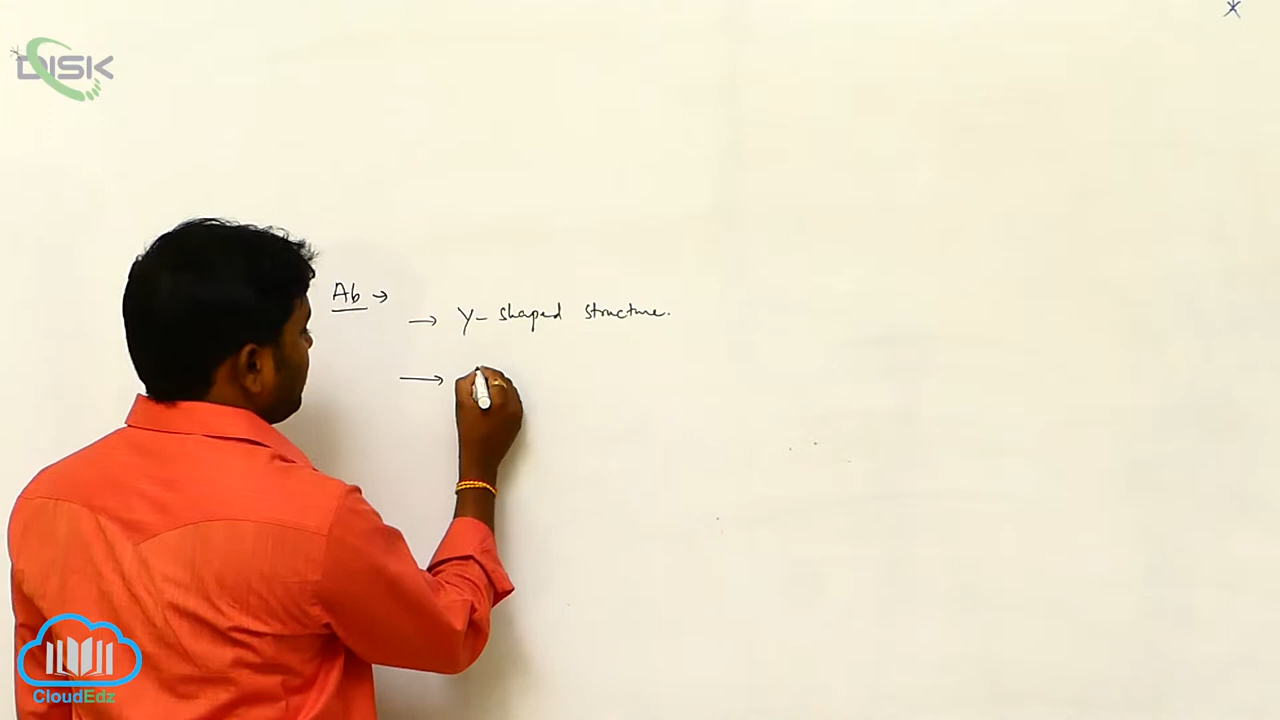 DISK
Ab →
→ Y- shaped structure.
→
CloudEdz